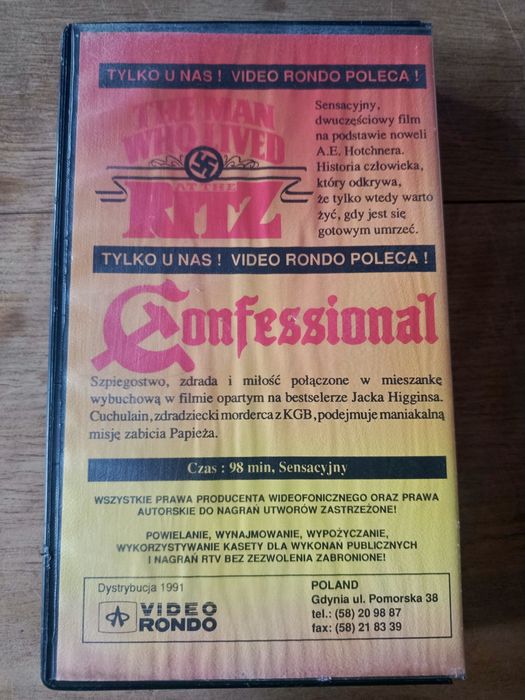 TYLKO U NAS ! VIDEO RONDO POLECA !
THE MAN
WHO LIVED
AT THE
RITZ
Sensacyjny,
dwuczęściowy film
na podstawie noweli
A.E. Hotchnera.
Historia człowieka,
który odkrywa,
że tylko wtedy warto
żyć, gdy jest się
gotowym umrzeć.
TYLKO U NAS ! VIDEO RONDO POLECA !
Confessional
Szpiegostwo, zdrada i miłość połączone w mieszankę
wybuchową w filmie opartym na bestselerze Jacka Higginsa.
Cuchulain, zdradziecki morderca z KGB, podejmuje maniakalną
misję zabicia Papieża.
Czas : 98 min, Sensacyjny
WSZYSTKIE PRAWA PRODUCENTA WIDEOFONICZNEGO ORAZ PRAWA
AUTORSKIE DO NAGRAŃ UTWORÓW ZASTRZEŻONE!
POWIELANIE, WYNAJMOWANIE, WYPOŻYCZANIE,
WYKORZYSTYWANIE KASETY DLA WYKONAŃ PUBLICZNYCH
I NAGRAŃ RTV BEZ ZEZWOLENIA ZABRONIONE!
Dystrybucja 1991
VIDEO
RONDO
POLAND
Gdynia ul. Pomorska 38
tel.: (58) 20 98 87
fax: (58) 21 83 39